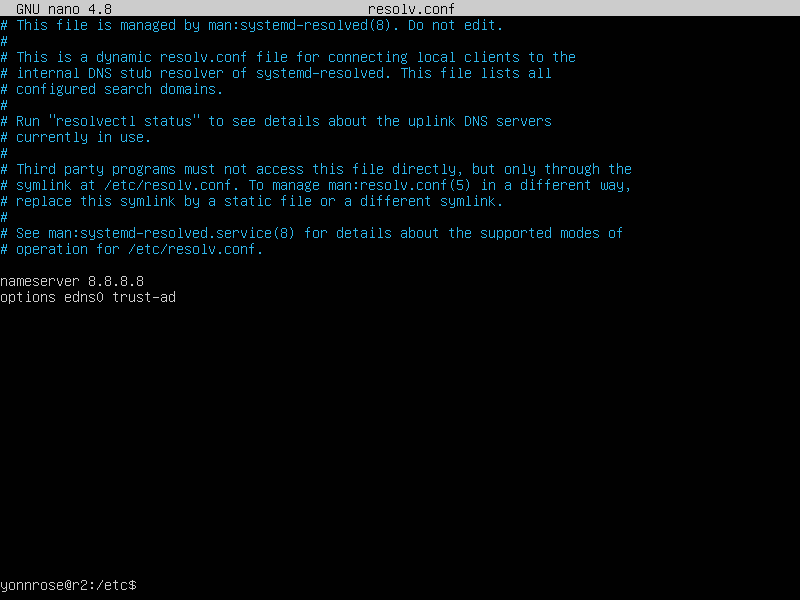 GNU nano 4.8 resolv.conf
# This file is managed by man:systemd-resolved(8). Do not edit.
#
# This is a dynamic resolv.conf file for connecting local clients to the
# internal DNS stub resolver of systemd-resolved. This file lists all
# configured search domains.
#
# Run "resolvectl status" to see details about the uplink DNS servers
# currently in use.
#
# Third party programs must not access this file directly, but only through the
# symlink at /etc/resolv.conf. To manage man:resolv.conf(5) in a different way,
# replace this symlink by a static file or a different symlink.
#
# See man:systemd-resolved.service(8) for details about the supported modes of
# operation for /etc/resolv.conf.
nameserver 8.8.8.8
options edns0 trust-ad
yonnrose@r2:/etc$